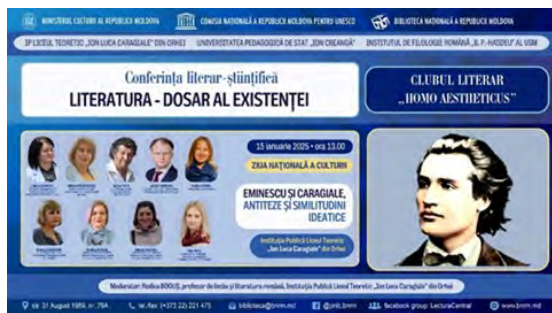 MINISTERUL CULTURII AL REPUBLICII MOLDOVA
COMISIA NAȚIONALĂ A REPUBLICII MOLDOVA PENTRU UNESCO
BIBLIOTECA NAȚIONALĂ A REPUBLICII MOLDOVA
IP LICEUL TEORETIC „ION LUCA CARAGIALE” DIN ORHEI
UNIVERSITATEA PEDAGOGICĂ DE STAT „ION CREANGĂ”
INSTITUTUL DE FILOLOGIE ROMÂNĂ „B. P.-HASDEU” AL USM
Conferința literar-științifică
LITERATURA - DOSAR AL EXISTENȚEI
CLUBUL LITERAR
„HOMO AESTHETICUS”
15 ianuarie 2025 • ora 13.00
ZIUA NAȚIONALĂ A CULTURII
EMINESCU ȘI CARAGIALE,
ANTITEZE ȘI SIMILITUDINI
IDEATICE
Instituția Publică Liceul Teoretic
„Ion Luca Caragiale” din Orhei
Moderator: Rodica BOGUȘ, profesor de limba și literatura română, Instituția Publică Liceul Teoretic „Ion Luca Caragiale” din Orhei
str. 31 August 1989, nr. 78A
tel./fax: (+373 22) 221 475
biblioteca@bnrm.md
@pnlc.bnrm
facebook group: LecturaCentral
www.bnrm.md